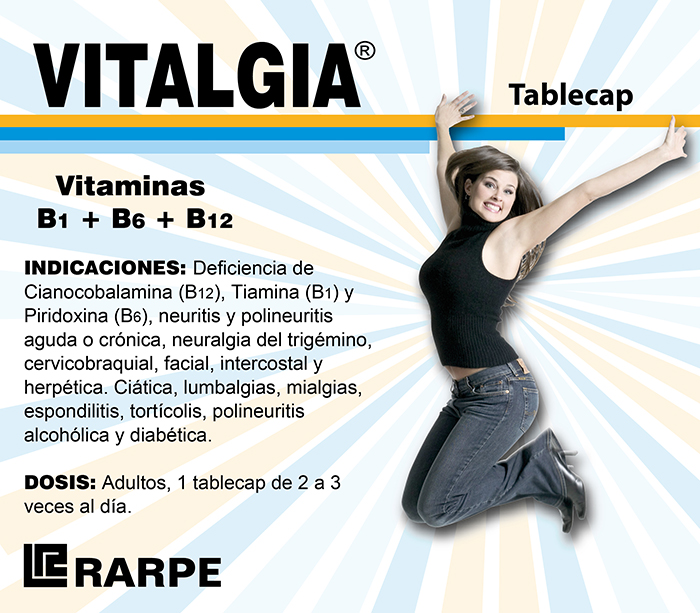 VITALGIA®
Tablecap
Vitaminas
B1 + B6 + B12
INDICACIONES: Deficiencia de
Cianocobalamina (B12), Tiamina (B1) y
Piridoxina (B6), neuritis y polineuritis
aguda o crónica, neuralgia del trigémino,
cervicobraquial, facial, intercostal y
herpética. Ciática, lumbalgias, mialgias,
espondilitis, tortícolis, polineuritis
alcohólica y diabética.
DOSIS: Adultos, 1 tablecap de 2 a 3
veces al día.
RARPE